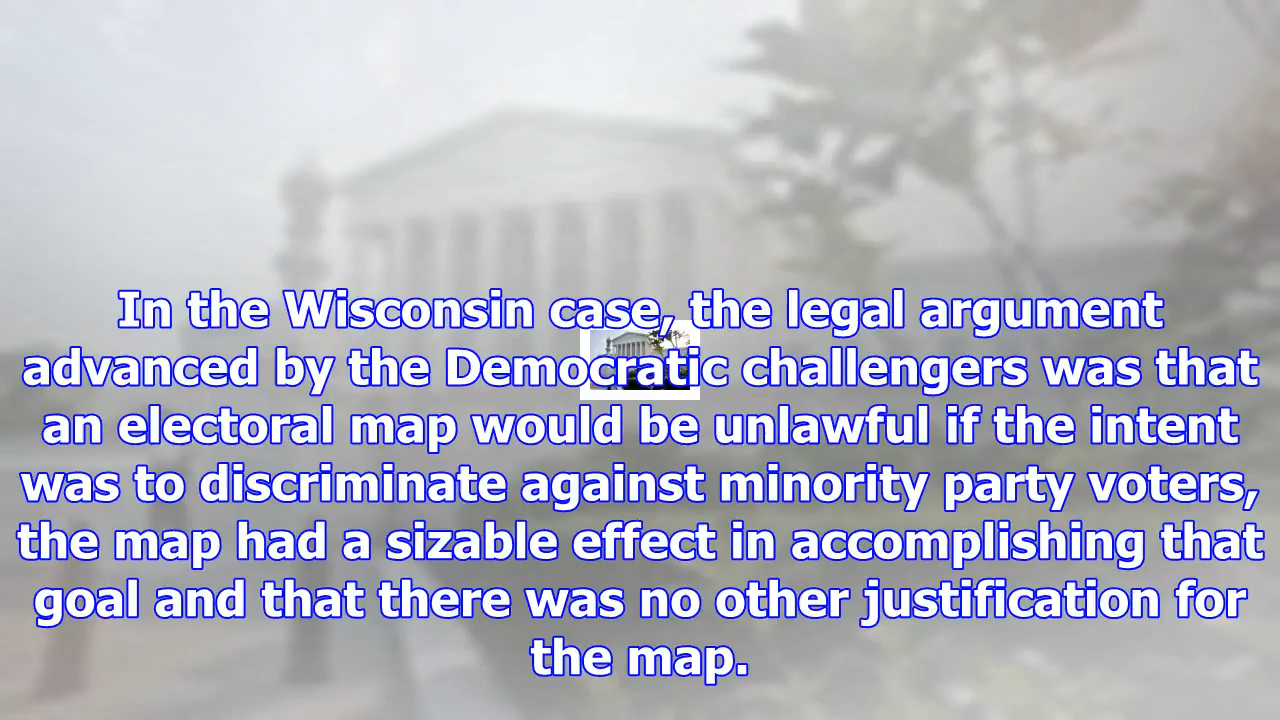 In the Wisconsin case, the legal argument
advanced by the Democratic challengers was that
an electoral map would be unlawful if the intent
was to discriminate against minority party voters,
the map had a sizable effect in accomplishing that
goal and that there was no other justification for
the map.